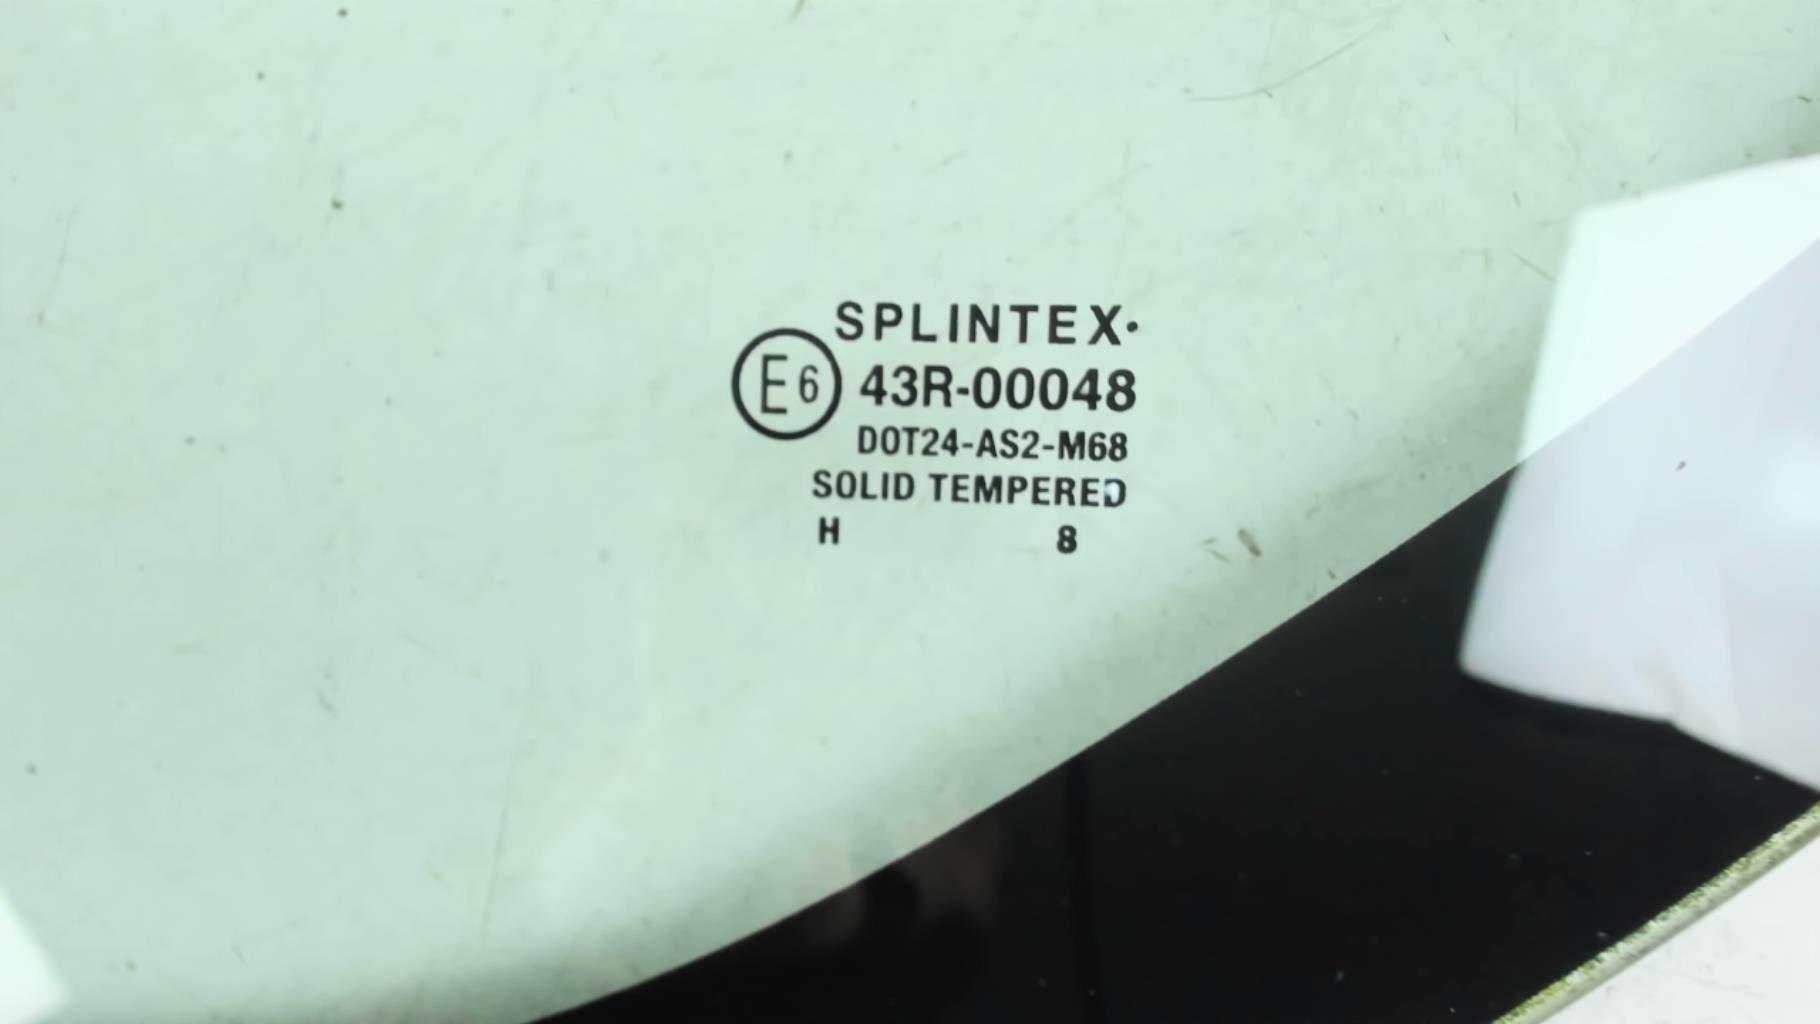 SPLINTEX.
E6 43R-00048
DOT24-AS2-M68
SOLID TEMPERED
H 8